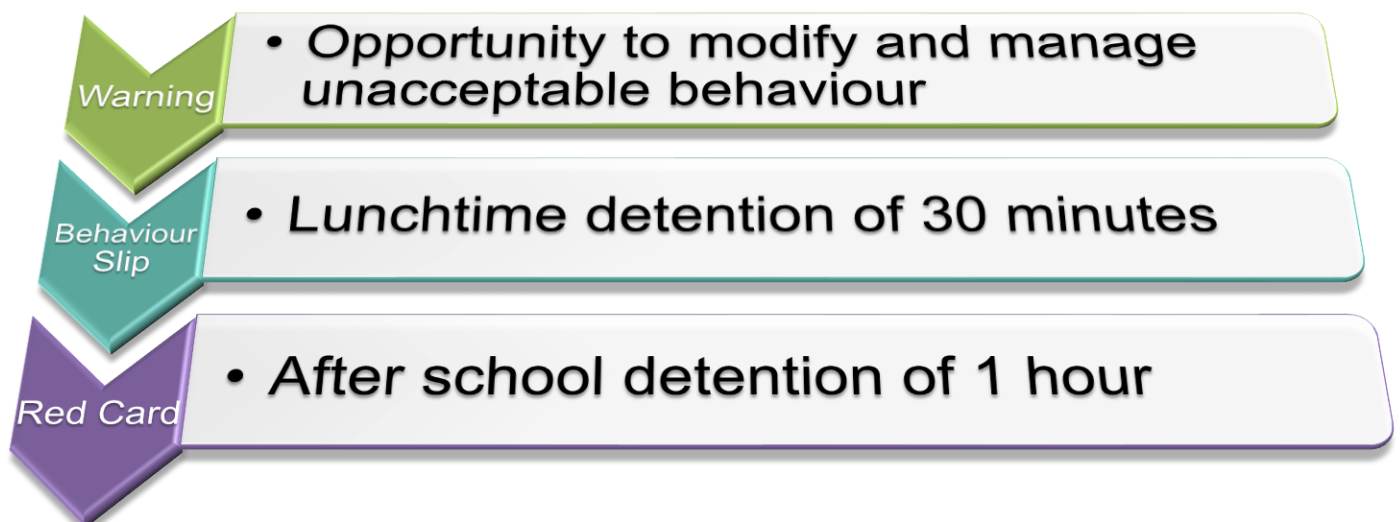 Warning
• Opportunity to modify and manage
unacceptable behaviour
Behaviour
Slip
• Lunchtime detention of 30 minutes
Red Card
• After school detention of 1 hour